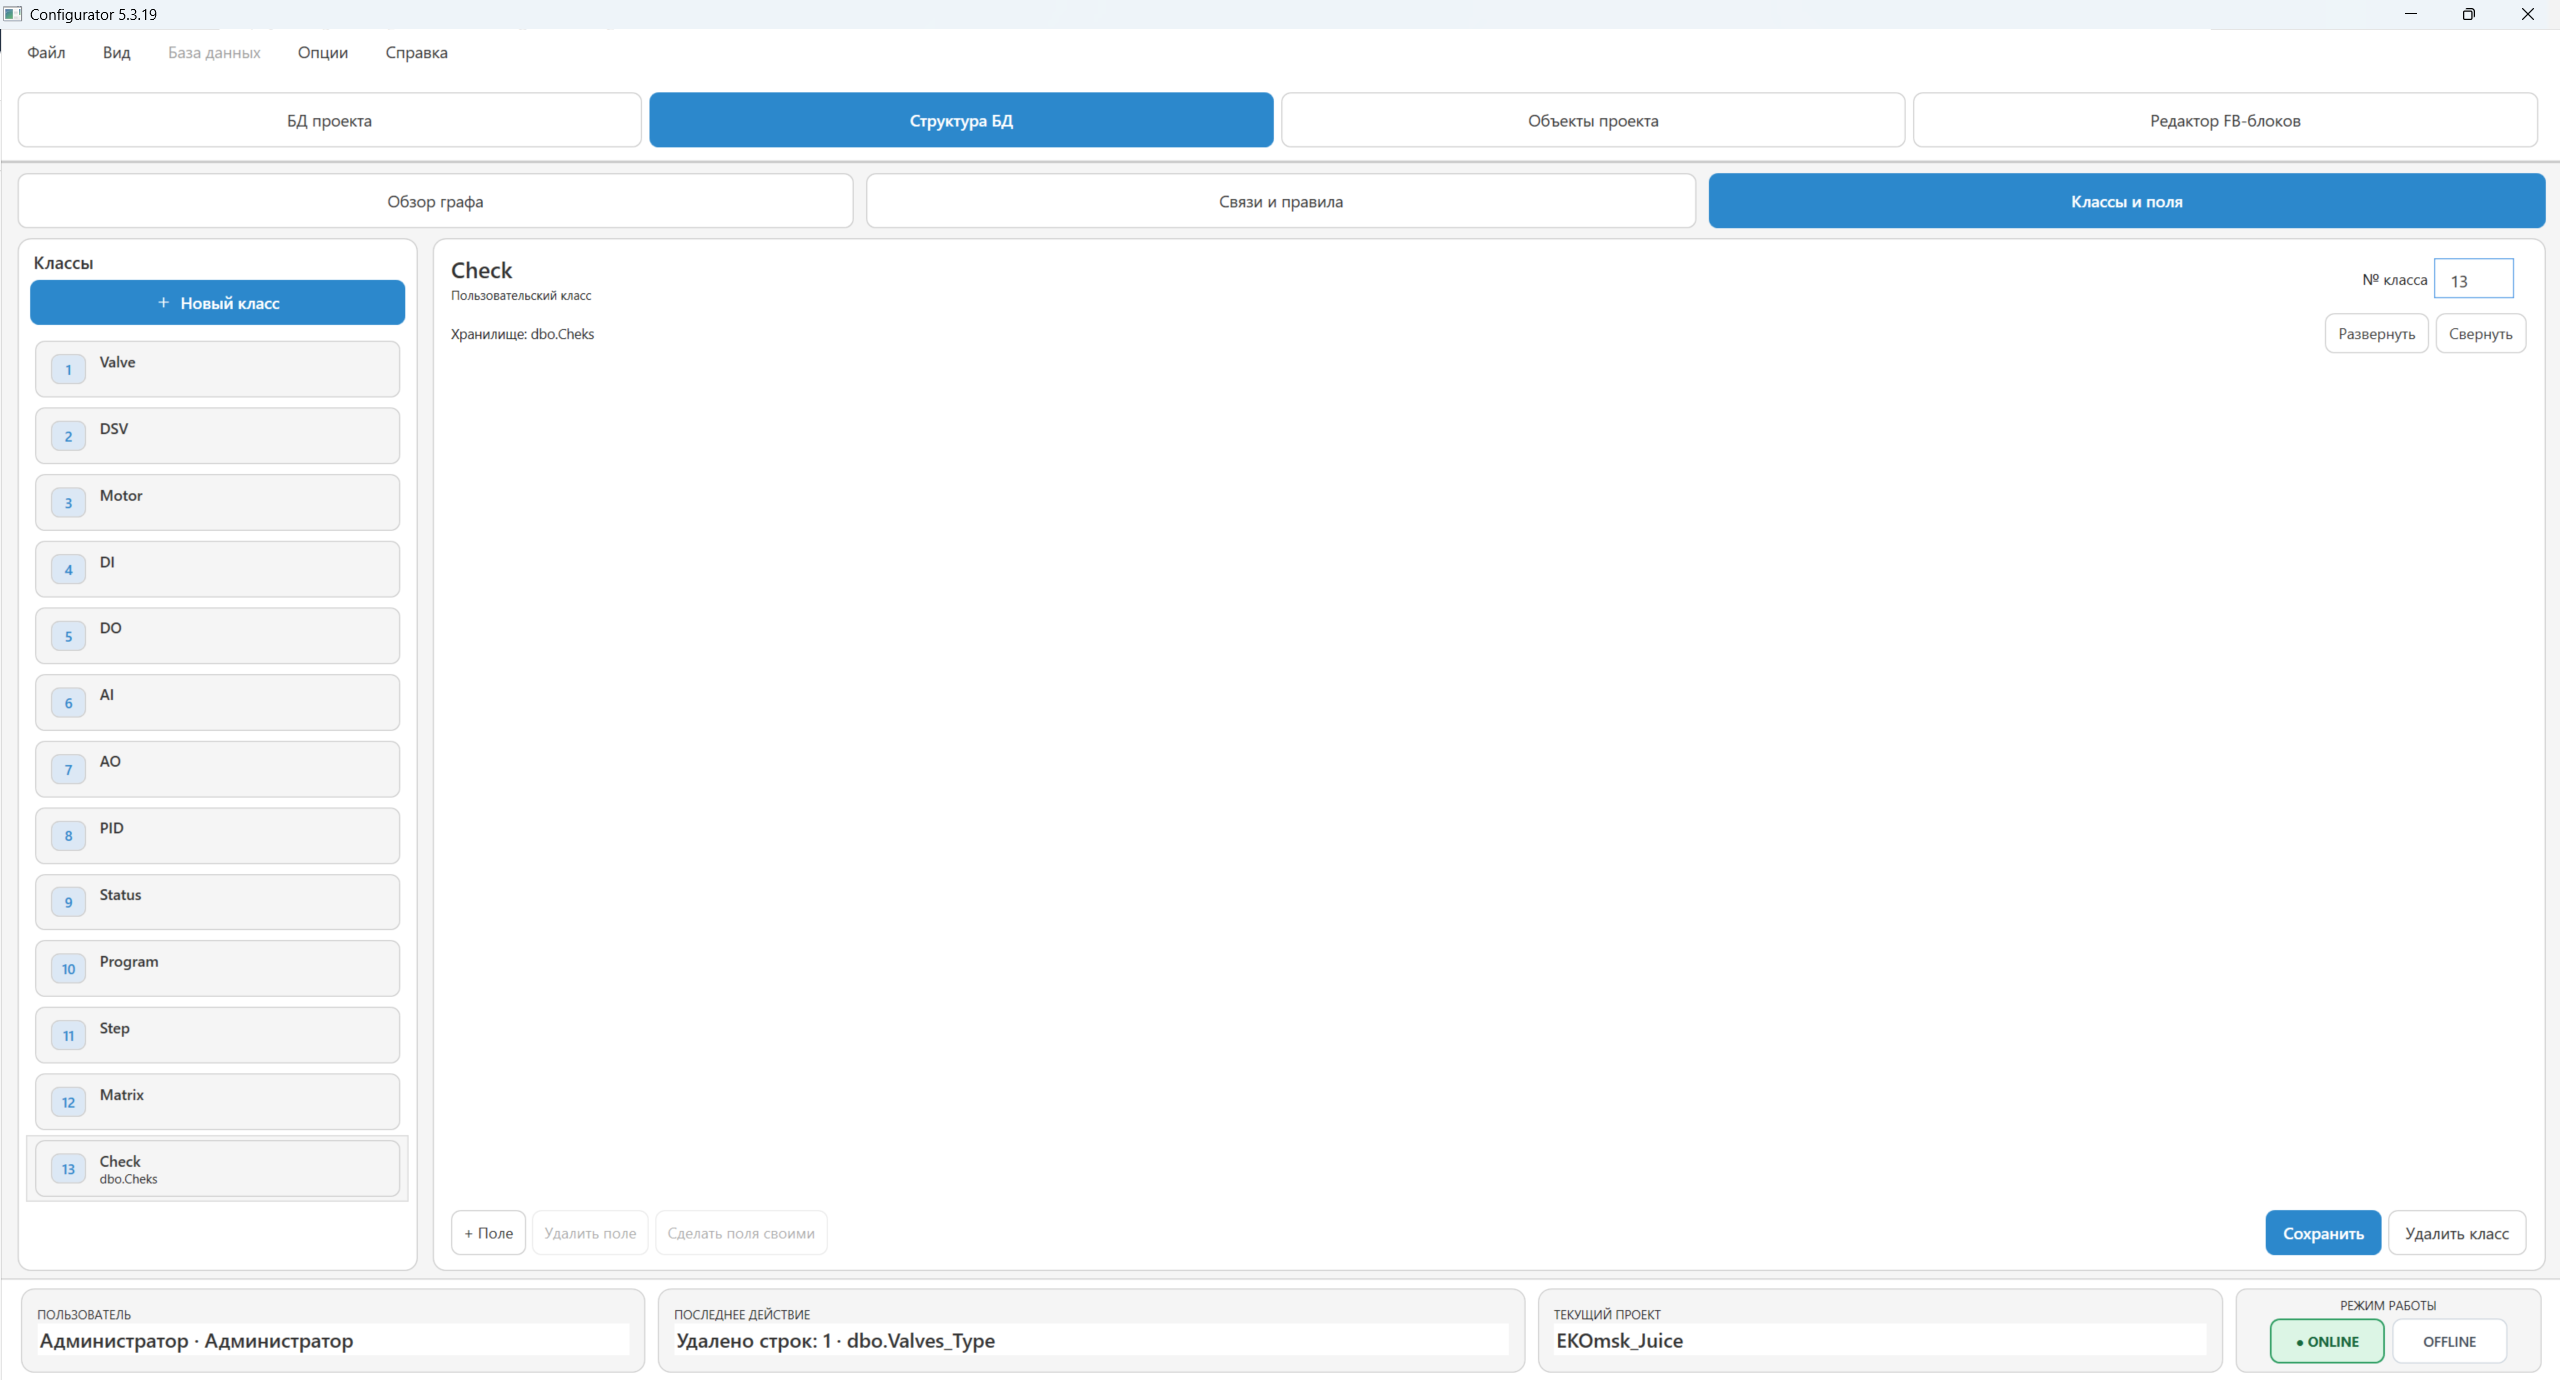 Configurator 5.3.19
Файл Вид База данных Опции Справка
БД проекта Структура БД Объекты проекта Редактор FB-блоков
Обзор графа Связи и правила Классы и поля
Классы
+ Новый класс
1 Valve
2 DSV
3 Motor
4 DI
5 DO
6 AI
7 AO
8 PID
9 Status
10 Program
11 Step
12 Matrix
13 Check
dbo.Cheks
Check
Пользовательский класс
№ класса 13
Хранилище: dbo.Cheks
Развернуть Свернуть
+ Поле Удалить поле Сделать поля своими
Сохранить Удалить класс
ПОЛЬЗОВАТЕЛЬ
Администратор · Администратор
ПОСЛЕДНЕЕ ДЕЙСТВИЕ
Удалено строк: 1 · dbo.Valves_Type
ТЕКУЩИЙ ПРОЕКТ
EKOmsk_Juice
РЕЖИМ РАБОТЫ
• ONLINE OFFLINE